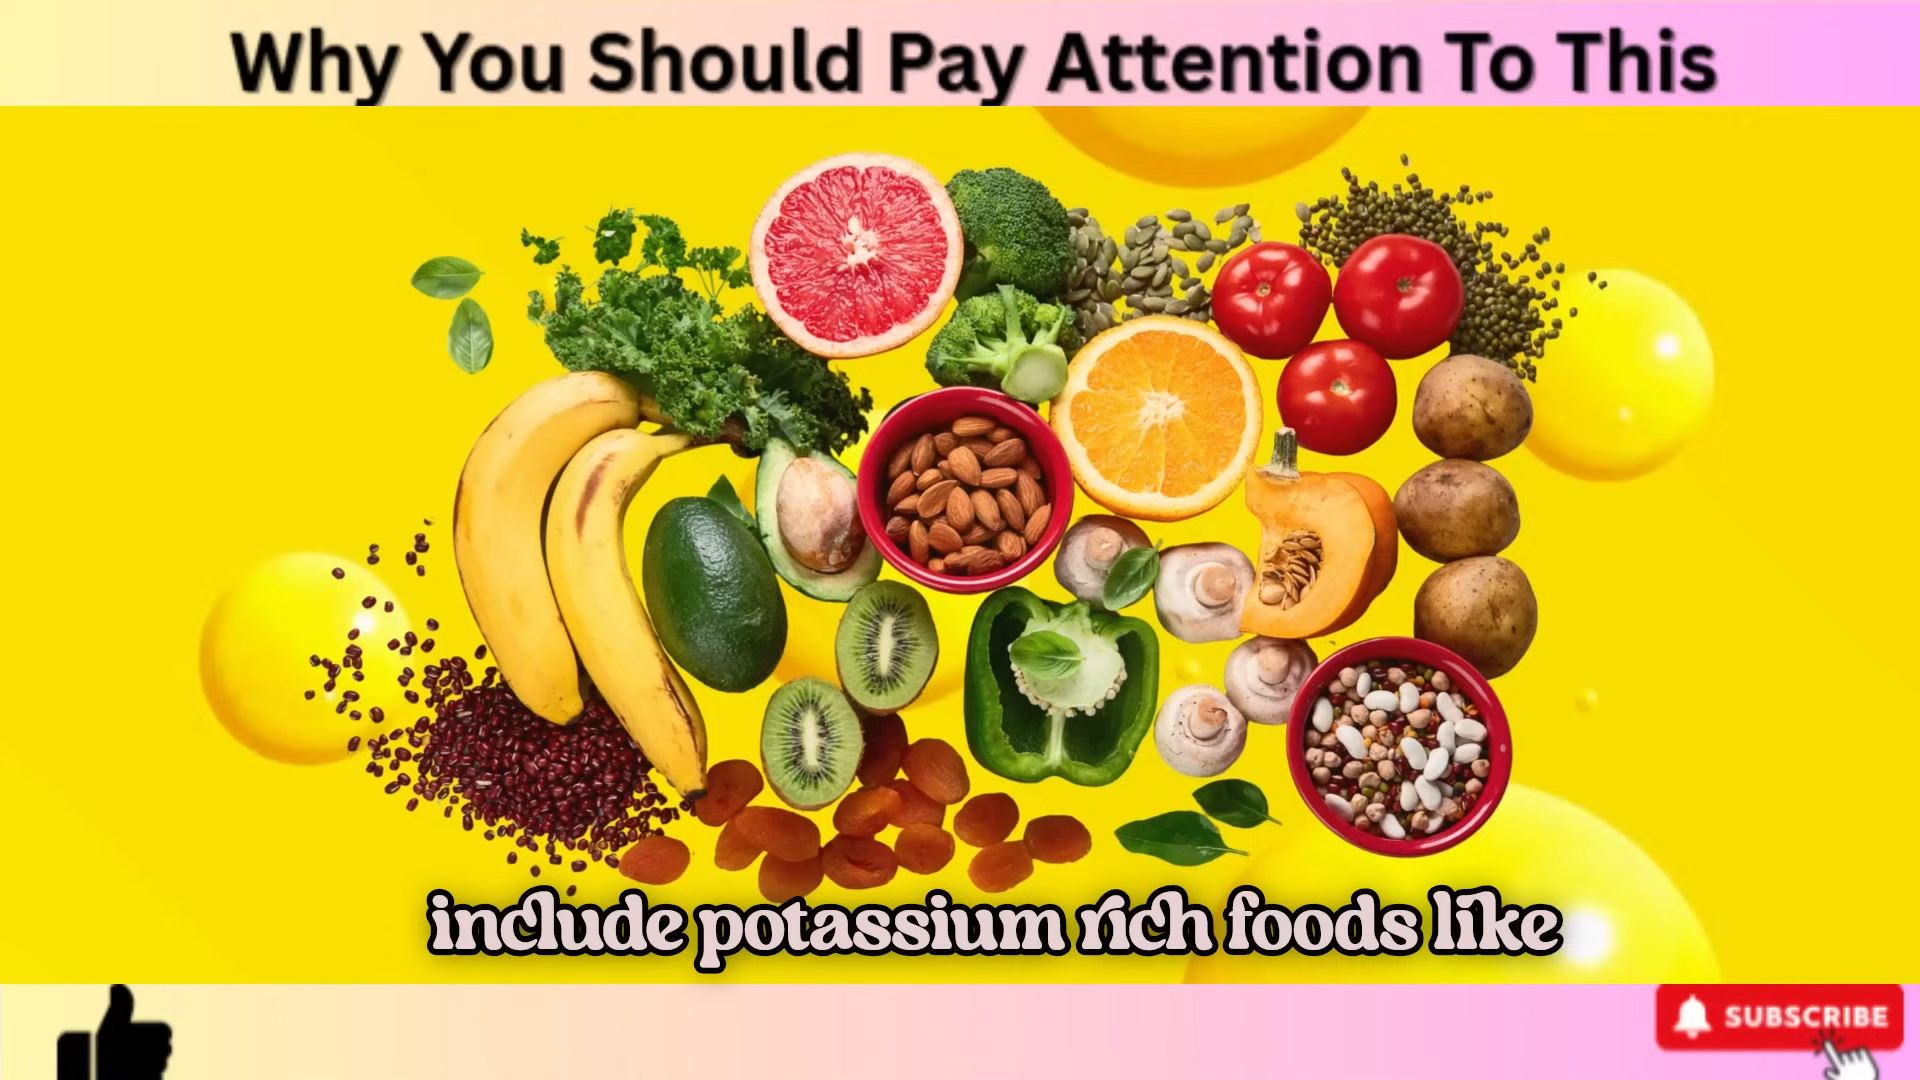 Why You Should Pay Attention To This
include potassium rich foods like
SUBSCRIBE